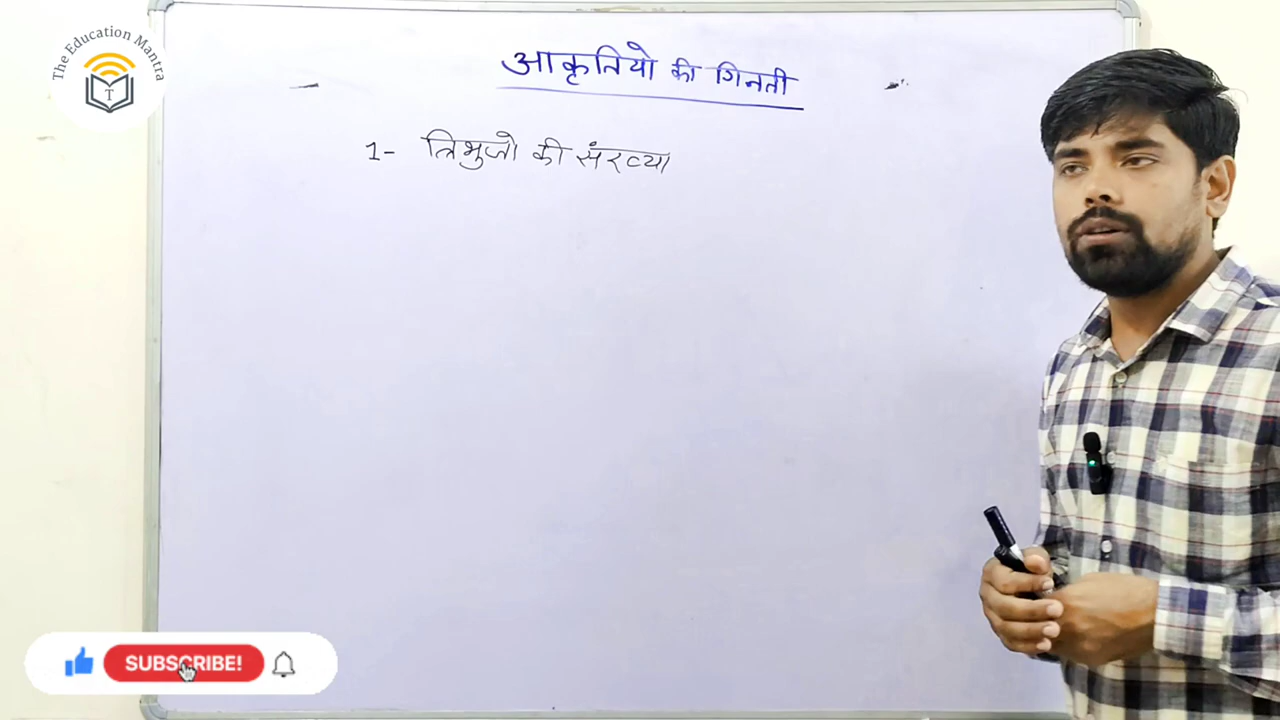 The Education Mantra
T
आकृतियो की गिनती
1- त्रिभुजो की संख्या
SUBSCRIBE!